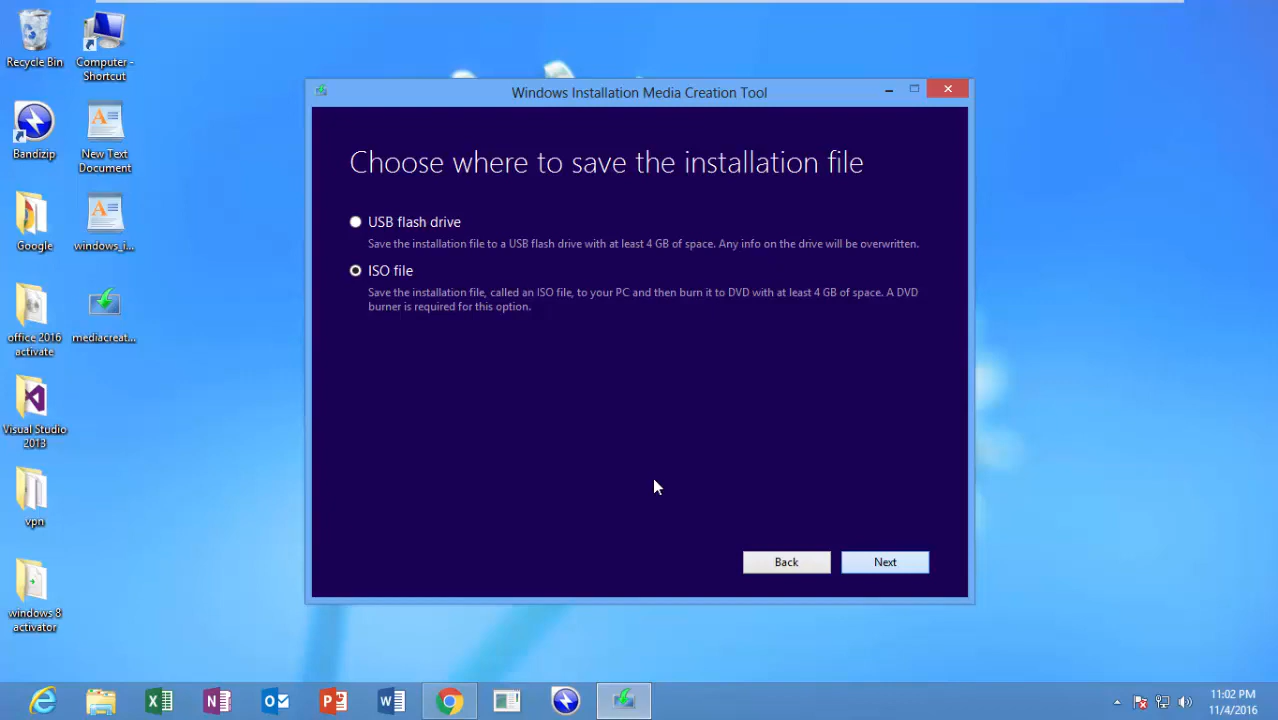 Recycle Bin
Computer -
Shortcut
Bandizip
New Text
Document
Google
windows_i...
office 2016
activate
mediacreat...
Visual Studio
2013
vpn
windows 8
activator
Windows Installation Media Creation Tool
Choose where to save the installation file
USB flash drive
Save the installation file to a USB flash drive with at least 4 GB of space. Any info on the drive will be overwritten.
ISO file
Save the installation file, called an ISO file, to your PC and then burn it to DVD with at least 4 GB of space. A DVD
burner is required for this option.
Back
Next
11:02 PM
11/4/2016